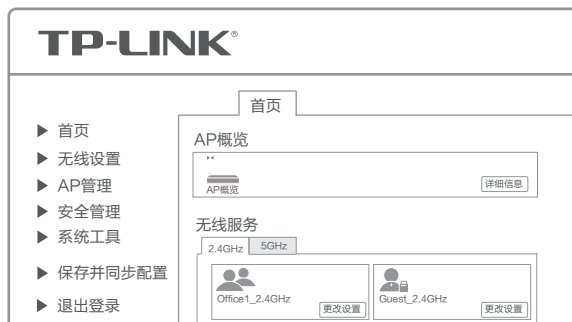 TP-LINK®
首页
首页
无线设置
AP管理
安全管理
系统工具
保存并同步配置
退出登录
AP概览
AP概览
详细信息
无线服务
2.4GHz 5GHz
Office1_2.4GHz
更改设置
Guest_2.4GHz
更改设置